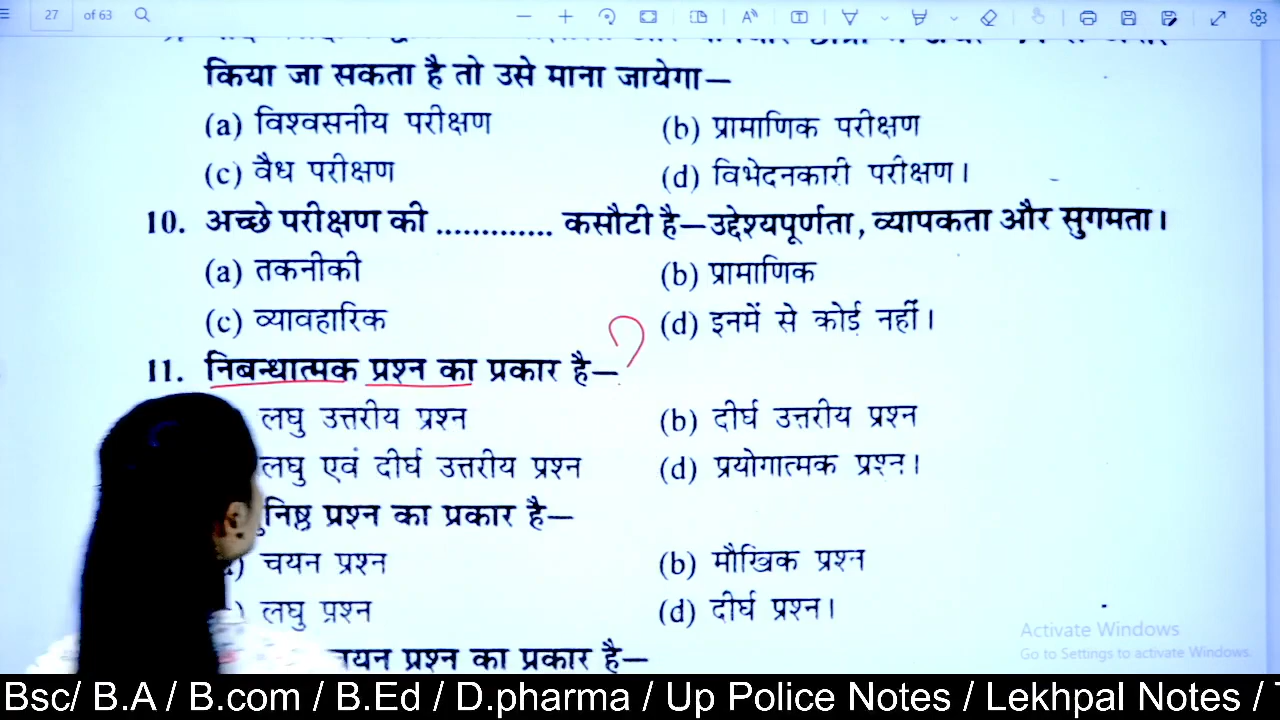 27 of 63
किया जा सकता है तो उसे माना जायेगा—
(a) विश्वसनीय परीक्षण (b) प्रामाणिक परीक्षण
(c) वैध परीक्षण (d) विभेदनकारी परीक्षण।
10. अच्छे परीक्षण की ............. कसौटी है—उद्देश्यपूर्णता, व्यापकता और सुगमता।
(a) तकनीकी (b) प्रामाणिक
(c) व्यावहारिक (d) इनमें से कोई नहीं।
11. निबन्धात्मक प्रश्न का प्रकार है— ?
लघु उत्तरीय प्रश्न (b) दीर्घ उत्तरीय प्रश्न
लघु एवं दीर्घ उत्तरीय प्रश्न (d) प्रयोगात्मक प्रश्न।
प्रश्न का प्रकार है—
चयन प्रश्न (b) मौखिक प्रश्न
लघु प्रश्न (d) दीर्घ प्रश्न।
चयन प्रश्न का प्रकार है—
Activate Windows
Go to Settings to activate Windows.
Bsc/ B.A / B.com / B.Ed / D.pharma / Up Police Notes / Lekhpal Notes /